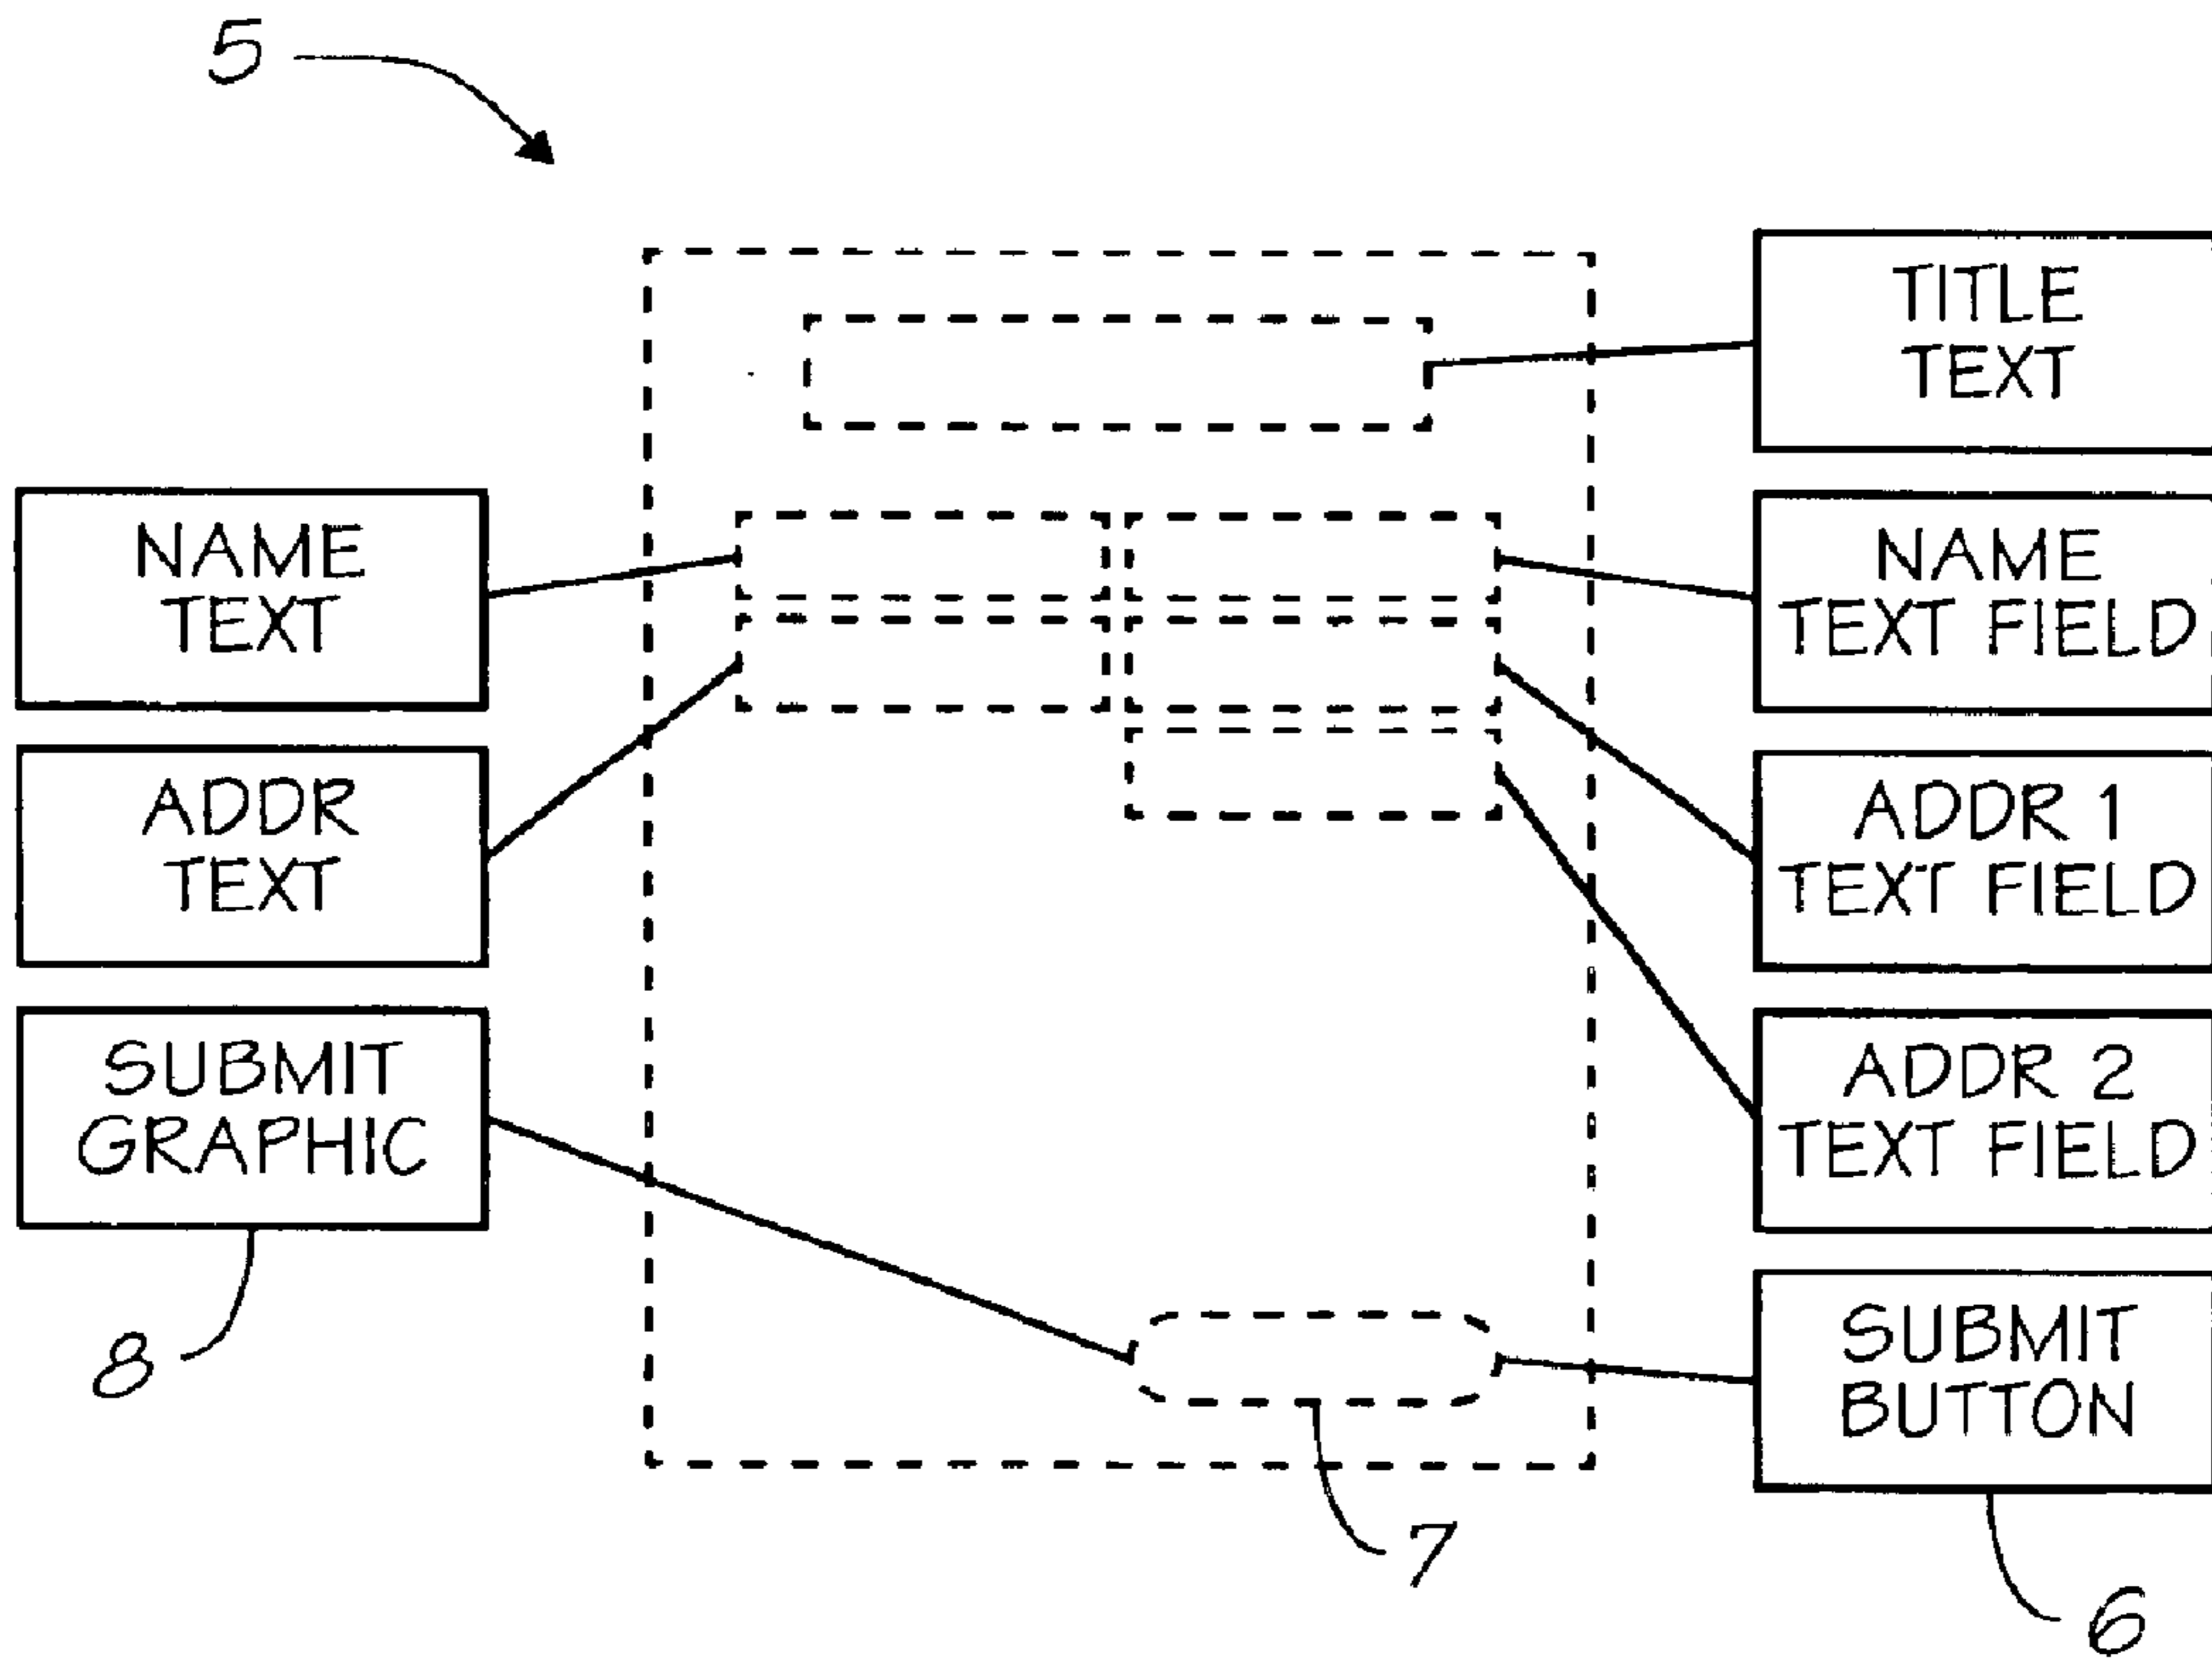 5
TITLE
TEXT
NAME
TEXT
NAME
TEXT FIELD
ADDR
TEXT
ADDR 1
TEXT FIELD
SUBMIT
GRAPHIC
ADDR 2
TEXT FIELD
SUBMIT
BUTTON
8
7
6